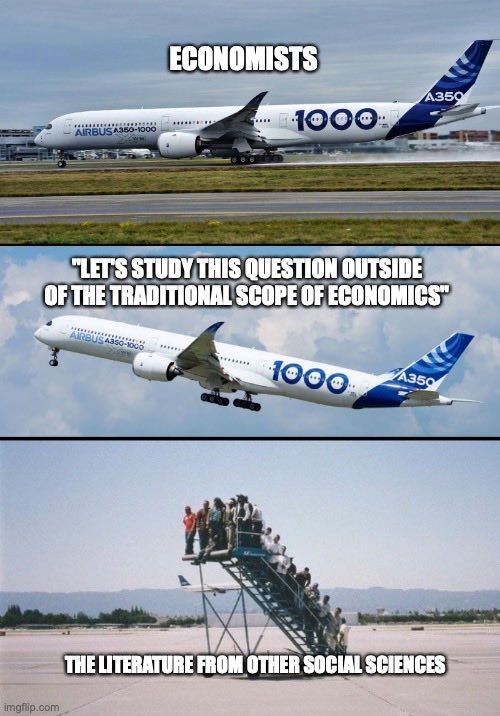 ECONOMISTS
A350
AIRBUS A350-1000
1000
"LET'S STUDY THIS QUESTION OUTSIDE
OF THE TRADITIONAL SCOPE OF ECONOMICS"
AIRBUS A350-1000
1000
A350
THE LITERATURE FROM OTHER SOCIAL SCIENCES
imgflip.com